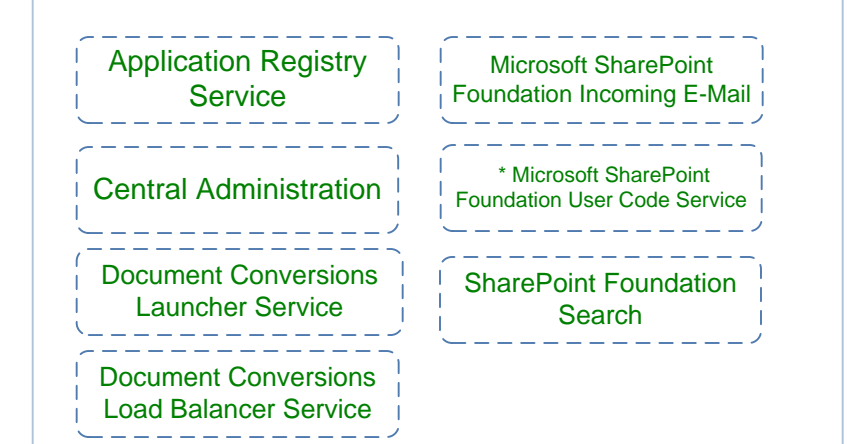 Application Registry
Service
Central Administration
Document Conversions
Launcher Service
Document Conversions
Load Balancer Service
Microsoft SharePoint
Foundation Incoming E-Mail
* Microsoft SharePoint
Foundation User Code Service
SharePoint Foundation
Search